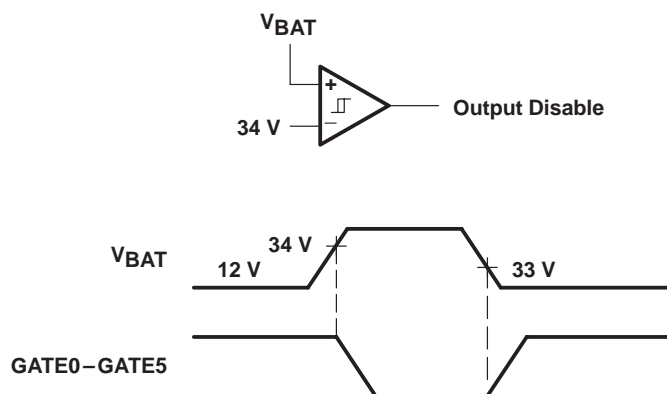 VBAT
+
34 V
−
Output Disable
VBAT
12 V
34 V
33 V
GATE0–GATE5